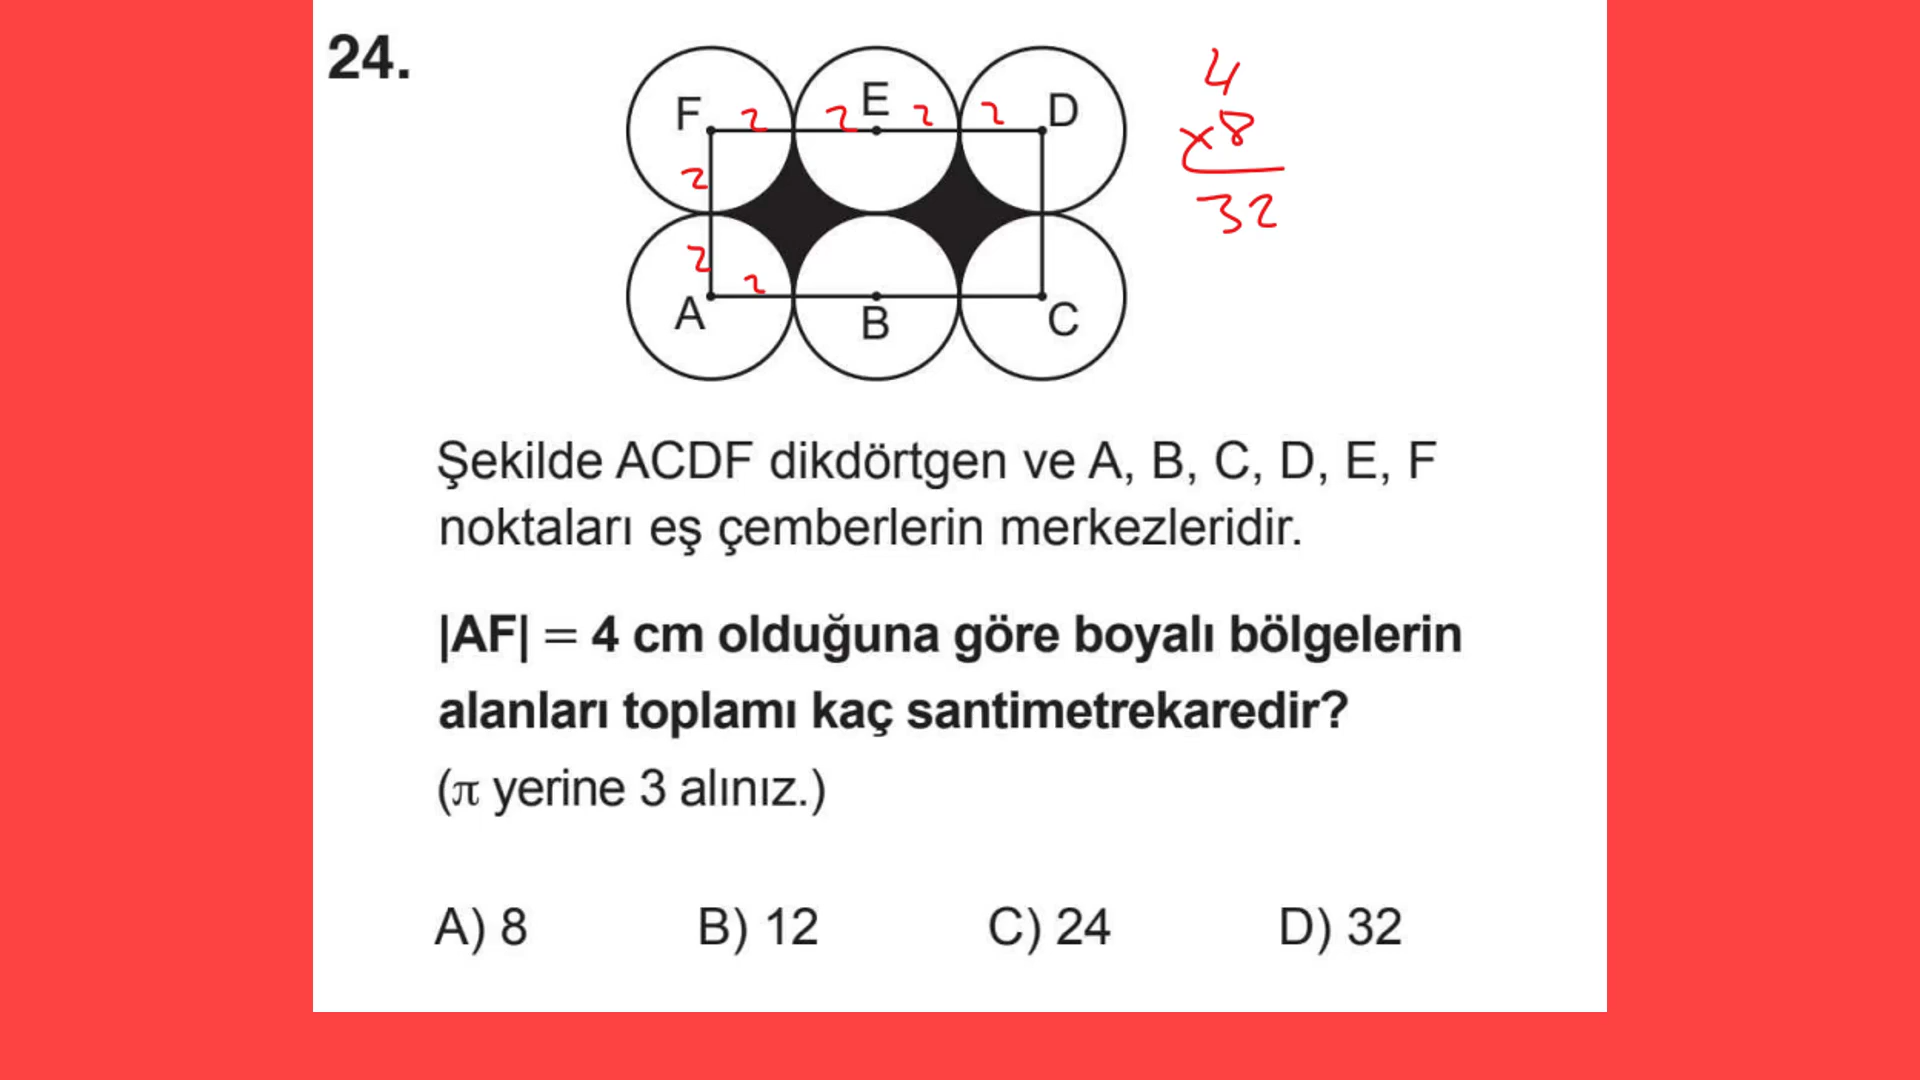 24.
F 2 2 E 2 2 D
2
2
2
A B C
4
x8
32
Şekilde ACDF dikdörtgen ve A, B, C, D, E, F
noktaları eş çemberlerin merkezleridir.
|AF| = 4 cm olduğuna göre boyalı bölgelerin
alanları toplamı kaç santimetrekaredir?
(π yerine 3 alınız.)
A) 8 B) 12 C) 24 D) 32